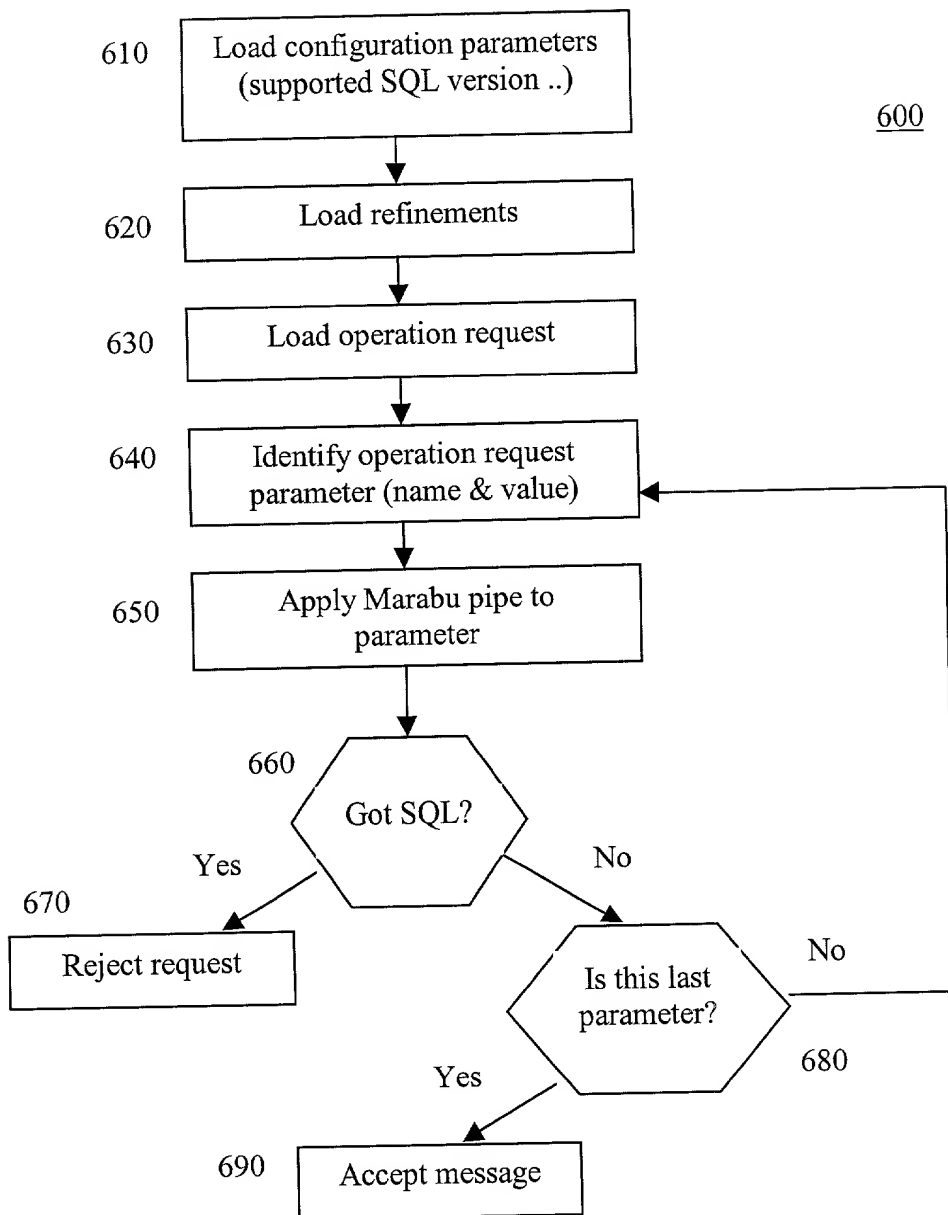 610
Load configuration parameters
(supported SQL version ..)
600
620
Load refinements
630
Load operation request
640
Identify operation request
parameter (name & value)
650
Apply Marabu pipe to
parameter
660
Got SQL?
Yes
No
670
Reject request
Is this last
parameter?
No
680
Yes
690
Accept message